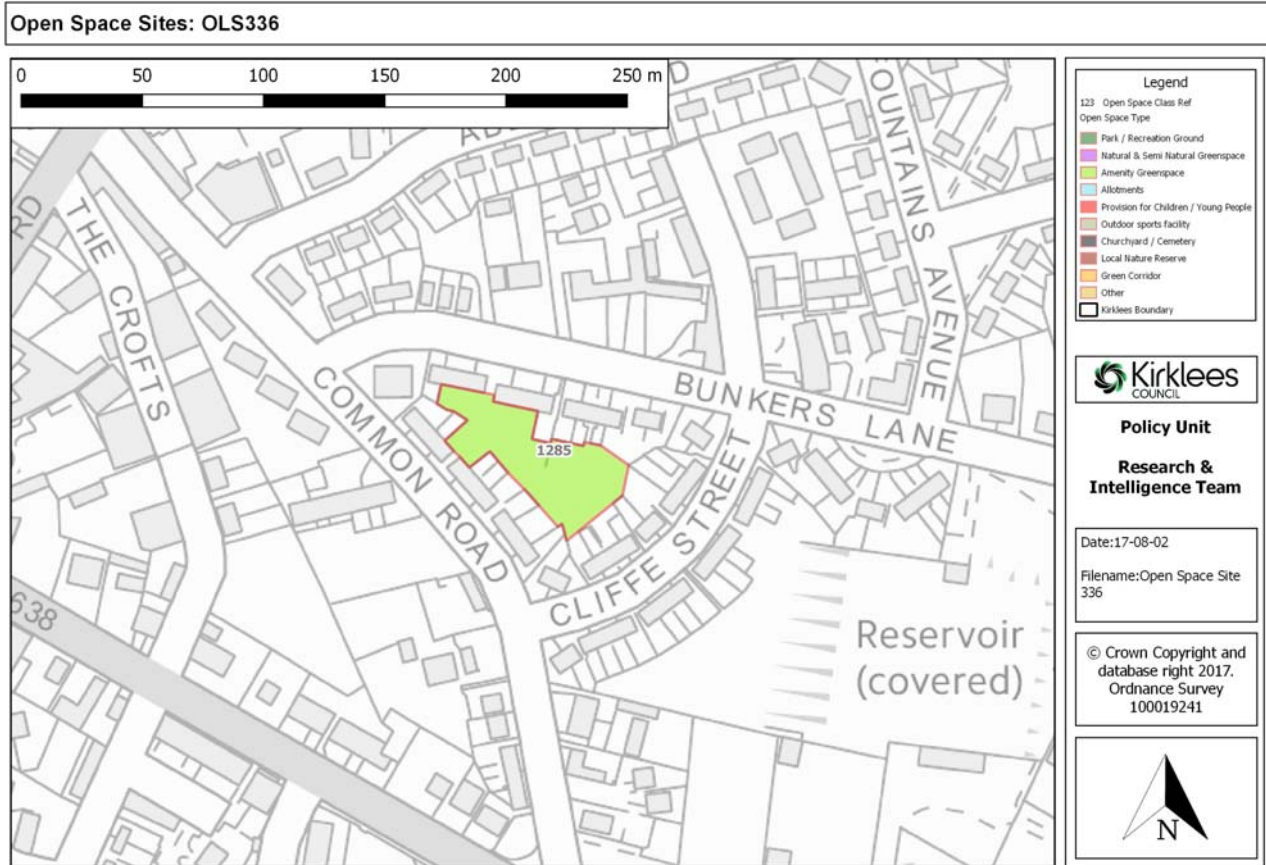 Open Space Sites: OLS336
0 50 100 150 200 250 m
RD
THE CROFTS
COMMON ROAD
BUNKERS LANE
CLIFFE STREET
OUNTAINS AVENUE
1285
638
Reservoir
(covered)
Legend
123 Open Space Class Ref
Open Space Type
Park / Recreation Ground
Natural & Semi Natural Greenspace
Amenity Greenspace
Allotments
Provision for Children / Young People
Outdoor sports facility
Churchyard / Cemetery
Local Nature Reserve
Green Corridor
Other
Kirklees Boundary
Kirklees
COUNCIL
Policy Unit
Research &
Intelligence Team
Date:17-08-02
Filename:Open Space Site
336
© Crown Copyright and
database right 2017.
Ordnance Survey
100019241
N